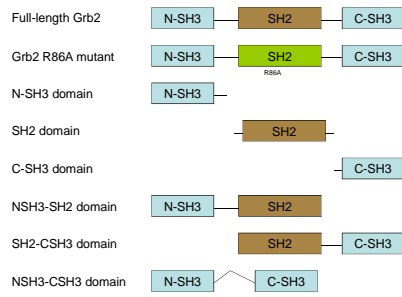 Full-length Grb2 N-SH3 SH2 C-SH3
Grb2 R86A mutant N-SH3 SH2 C-SH3
R86A
N-SH3 domain N-SH3
SH2 domain SH2
C-SH3 domain C-SH3
NSH3-SH2 domain N-SH3 SH2
SH2-CSH3 domain SH2 C-SH3
NSH3-CSH3 domain N-SH3 C-SH3